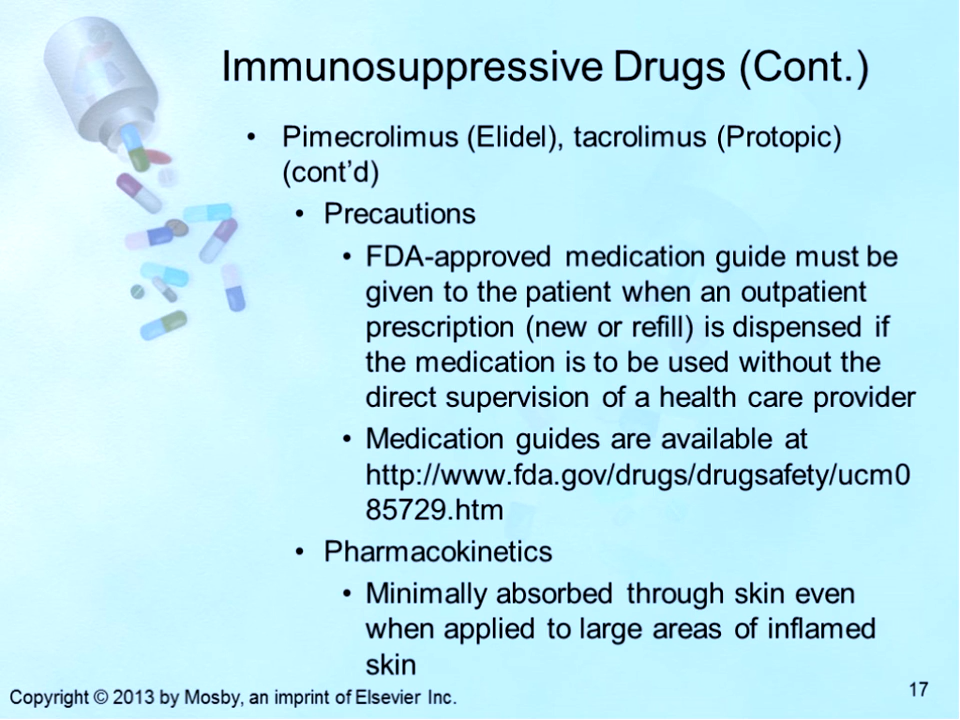 Immunosuppressive Drugs (Cont.)
• Pimecrolimus (Elidel), tacrolimus (Protopic)
(cont’d)
• Precautions
• FDA-approved medication guide must be
given to the patient when an outpatient
prescription (new or refill) is dispensed if
the medication is to be used without the
direct supervision of a health care provider
• Medication guides are available at
http://www.fda.gov/drugs/drugsafety/ucm0
85729.htm
• Pharmacokinetics
• Minimally absorbed through skin even
when applied to large areas of inflamed
skin
Copyright © 2013 by Mosby, an imprint of Elsevier Inc.
17